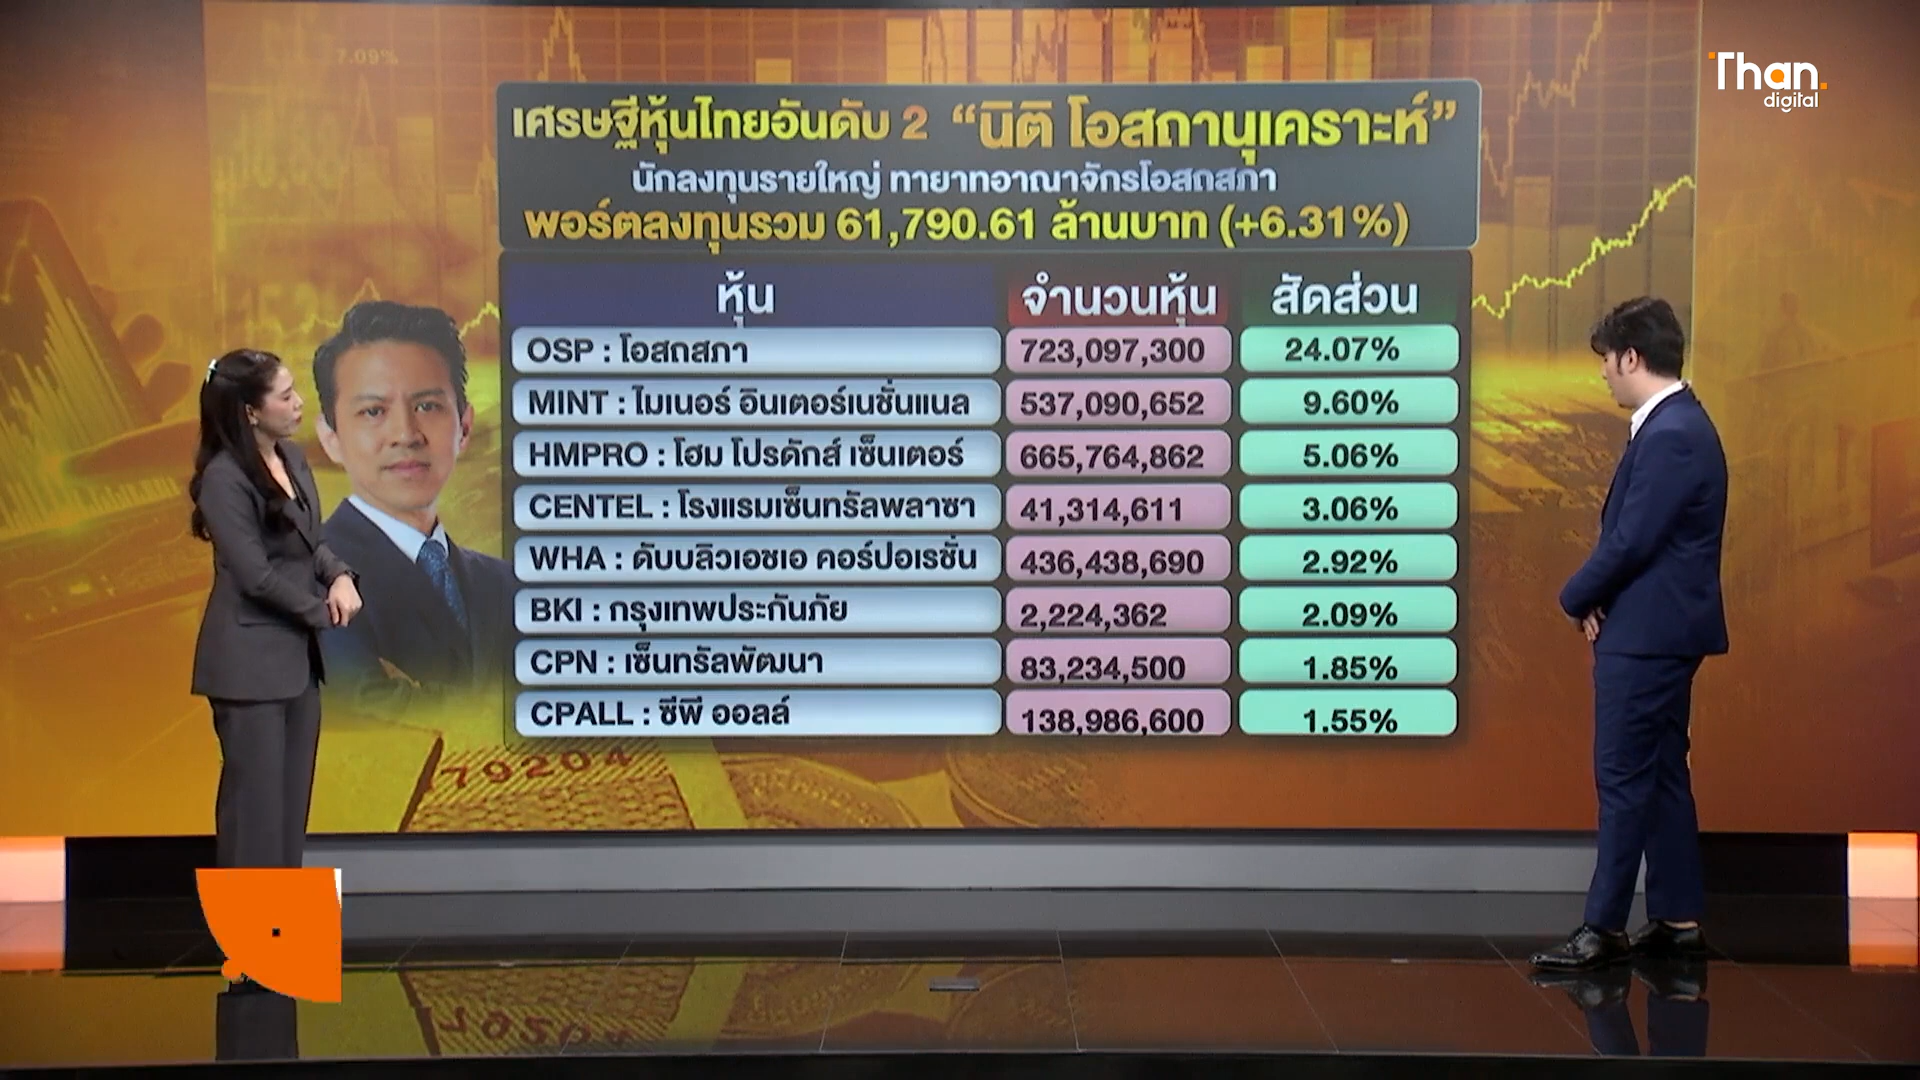 Than.
digital
7.09%
เศรษฐีหุ้นไทยอันดับ 2 “นิติ โอสถานุเคราะห์”
นักลงทุนรายใหญ่ ทายาทอาณาจักรโอสถสภา
พอร์ตลงทุนรวม 61,790.61 ล้านบาท (+6.31%)
หุ้น จำนวนหุ้น สัดส่วน
OSP : โอสถสภา 723,097,300 24.07%
MINT : ไมเนอร์ อินเตอร์เนชั่นแนล 537,090,652 9.60%
HMPRO : โฮม โปรดักส์ เซ็นเตอร์ 665,764,862 5.06%
CENTEL : โรงแรมเซ็นทรัลพลาซา 41,314,611 3.06%
WHA : ดับบลิวเอชเอ คอร์ปอเรชั่น 436,438,690 2.92%
BKI : กรุงเทพประกันภัย 2,224,362 2.09%
CPN : เซ็นทรัลพัฒนา 83,234,500 1.85%
CPALL : ซีพี ออลล์ 138,986,600 1.55%
79204